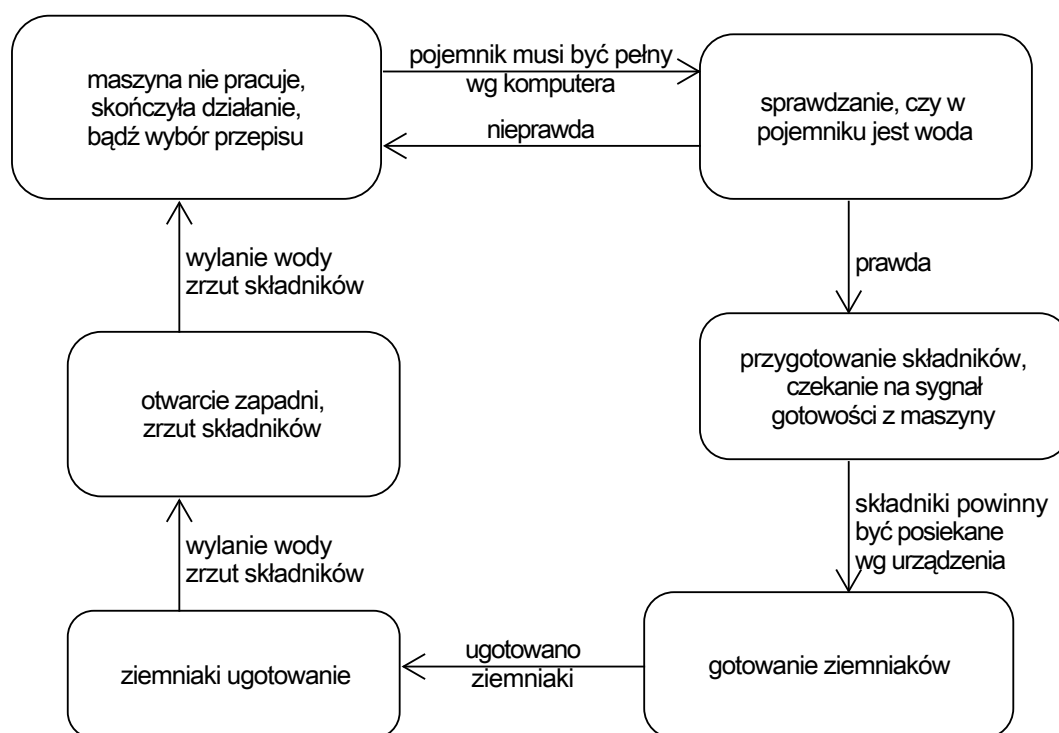 maszyna nie pracuje,
skończyła działanie,
bądź wybór przepisu
pojemnik musi być pełny
wg komputera
nieprawda
sprawdzanie, czy w
pojemniku jest woda
prawda
przygotowanie składników,
czekanie na sygnał
gotowości z maszyny
składniki powinny
być posiekane
wg urządzenia
gotowanie ziemniaków
ugotowano
ziemniaki
ziemniaki ugotowanie
wylanie wody
zrzut składników
otwarcie zapadni,
zrzut składników
wylanie wody
zrzut składników